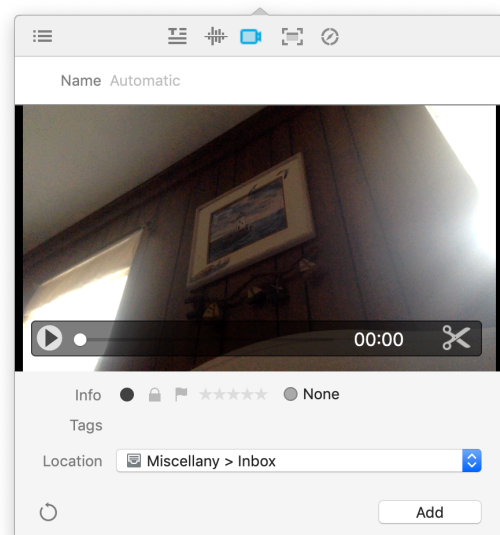 Name Automatic
00:00
Info None
Tags
Location Miscellany > Inbox
Add